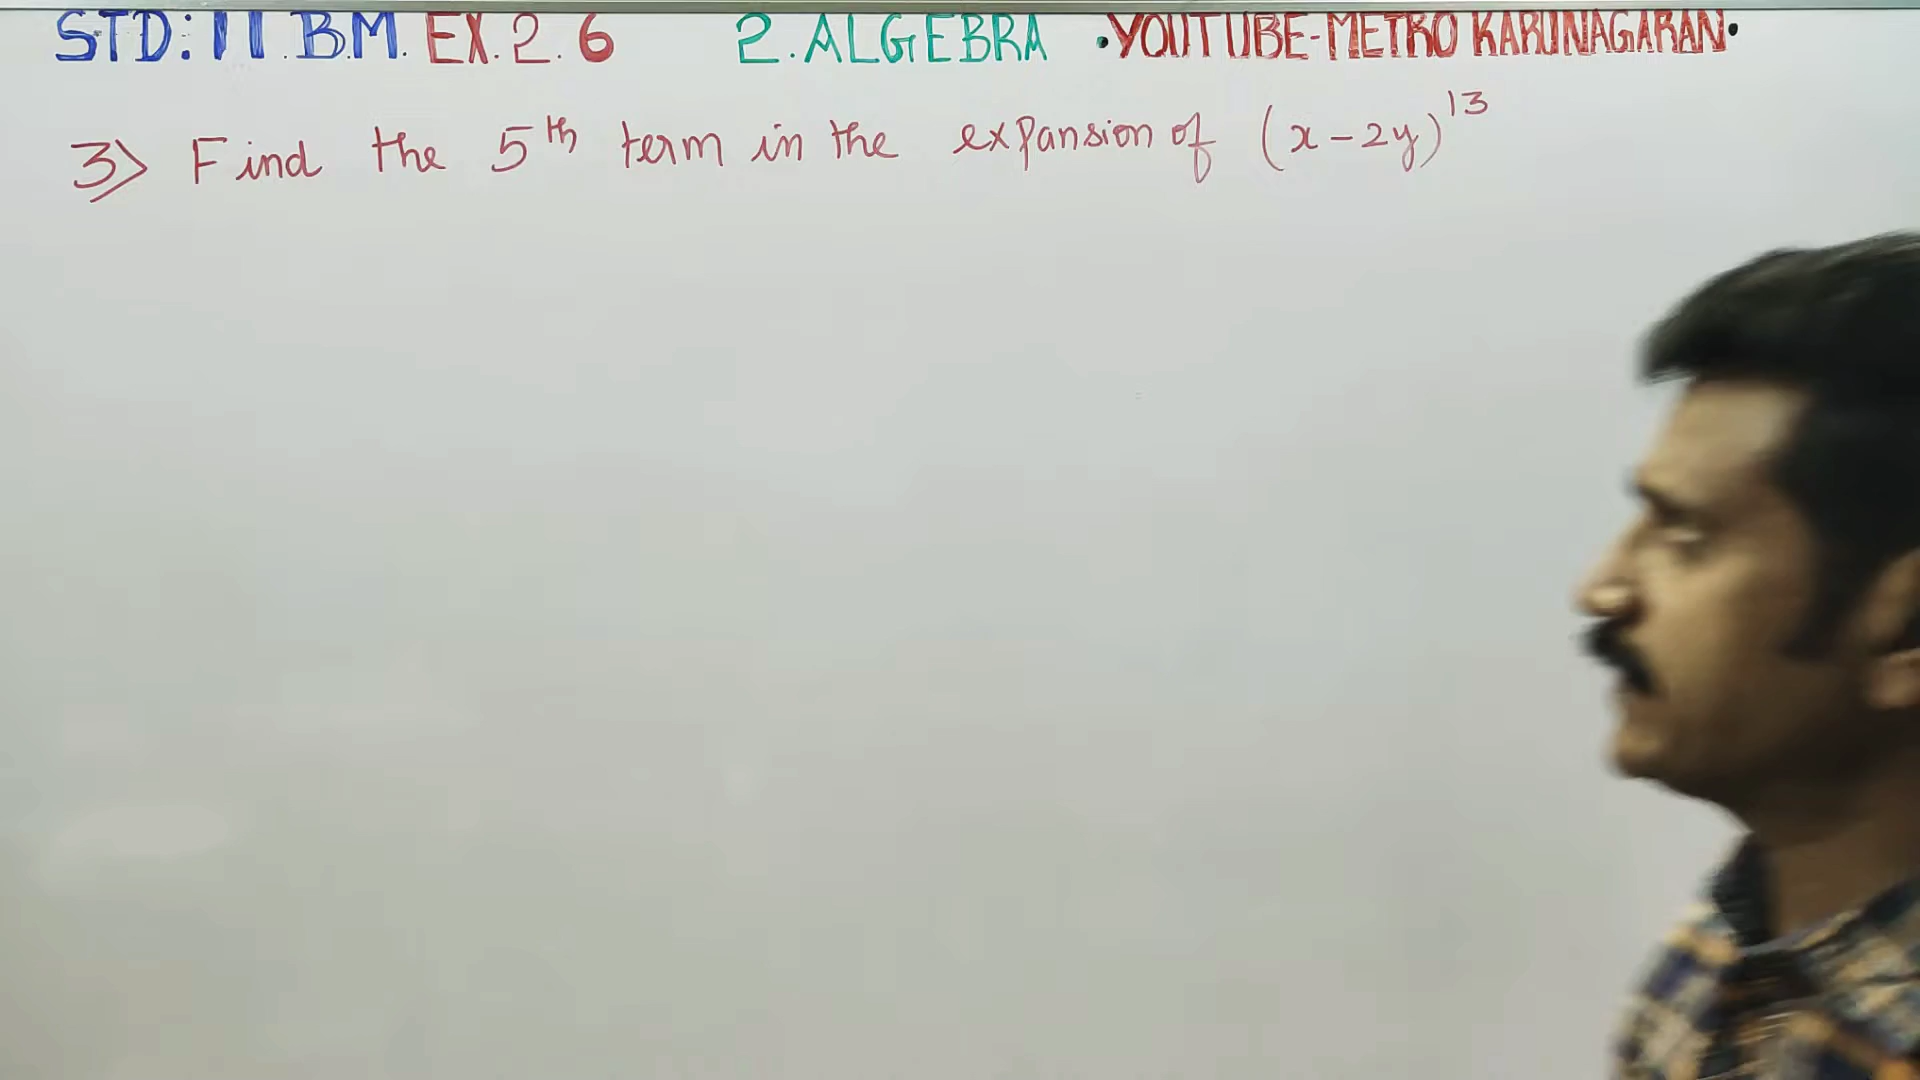 STD: 11.B.M. EX.2.6 2.ALGEBRA •YOUTUBE-METRO KARUNAGARAN•
3) Find the 5th term in the expansion of (x-2y)^13